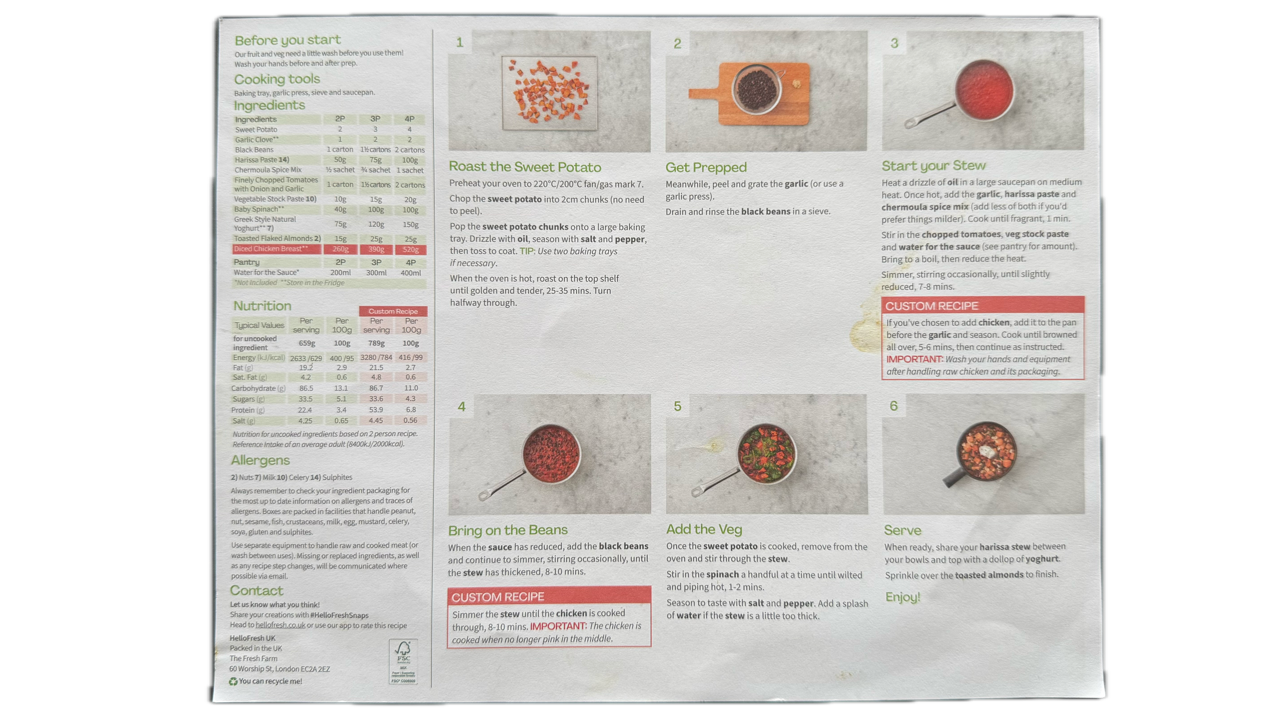 Before you start
Our fruit and veg need a little wash before you use them!
Wash your hands before and after prep.
Cooking tools
Baking tray, garlic press, sieve and saucepan.
Ingredients
Ingredients 2P 3P 4P
Sweet Potato 2 3 4
Garlic Clove** 1 2 2
Black Beans 1 carton 1½ cartons 2 cartons
Harissa Paste 14) 50g 75g 100g
Chermoula Spice Mix ½ sachet ¾ sachet 1 sachet
Finely Chopped Tomatoes
with Onion and Garlic 1 carton 1½ cartons 2 cartons
Vegetable Stock Paste 10) 10g 15g 20g
Baby Spinach** 40g 100g 100g
Greek Style Natural
Yoghurt** 7) 75g 120g 150g
Toasted Flaked Almonds 2) 15g 25g 25g
Diced Chicken Breast** 260g 390g 520g
Pantry 2P 3P 4P
Water for the Sauce* 200ml 300ml 400ml
*Not Included **Store in the Fridge
Nutrition
Custom Recipe
Typical Values Per serving Per 100g Per serving Per 100g
for uncooked
ingredient 659g 100g 789g 100g
Energy (kJ/kcal) 2633 /629 400 /95 3280 /784 416 /99
Fat (g) 19.2 2.9 21.5 2.7
Sat. Fat (g) 4.2 0.6 4.8 0.6
Carbohydrate (g) 86.5 13.1 86.7 11.0
Sugars (g) 33.5 5.1 33.6 4.3
Protein (g) 22.4 3.4 53.9 6.8
Salt (g) 4.25 0.65 4.45 0.56
Nutrition for uncooked ingredients based on 2 person recipe.
Reference intake of an average adult (8400kJ/2000kcal).
Allergens
2) Nuts 7) Milk 10) Celery 14) Sulphites
Always remember to check your ingredient packaging for
the most up to date information on allergens and traces of
allergens. Boxes are packed in facilities that handle peanut,
nut, sesame, fish, crustaceans, milk, egg, mustard, celery,
soya, gluten and sulphites.
Use separate equipment to handle raw and cooked meat (or
wash between uses). Missing or replaced ingredients, as well
as any recipe step changes, will be communicated where
possible via email.
Contact
Let us know what you think!
Share your creations with #HelloFreshSnaps
Head to hellofresh.co.uk or use our app to rate this recipe
HelloFresh UK
Packed in the UK
The Fresh Farm
60 Worship St, London EC2A 2EZ
You can recycle me!
FSC
1
Roast the Sweet Potato
Preheat your oven to 220°C/200°C fan/gas mark 7.
Chop the sweet potato into 2cm chunks (no need
to peel).
Pop the sweet potato chunks onto a large baking
tray. Drizzle with oil, season with salt and pepper,
then toss to coat. TIP: Use two baking trays
if necessary.
When the oven is hot, roast on the top shelf
until golden and tender, 25-35 mins. Turn
halfway through.
2
Get Prepped
Meanwhile, peel and grate the garlic (or use a
garlic press).
Drain and rinse the black beans in a sieve.
3
Start your Stew
Heat a drizzle of oil in a large saucepan on medium
heat. Once hot, add the garlic, harissa paste and
chermoula spice mix (add less of both if you'd
prefer things milder). Cook until fragrant, 1 min.
Stir in the chopped tomatoes, veg stock paste
and water for the sauce (see pantry for amount).
Bring to a boil, then reduce the heat.
Simmer, stirring occasionally, until slightly
reduced, 7-8 mins.
CUSTOM RECIPE
If you've chosen to add chicken, add it to the pan
before the garlic and season. Cook until browned
all over, 5-6 mins, then continue as instructed.
IMPORTANT: Wash your hands and equipment
after handling raw chicken and its packaging.
4
Bring on the Beans
When the sauce has reduced, add the black beans
and continue to simmer, stirring occasionally, until
the stew has thickened, 8-10 mins.
CUSTOM RECIPE
Simmer the stew until the chicken is cooked
through, 8-10 mins. IMPORTANT: The chicken is
cooked when no longer pink in the middle.
5
Add the Veg
Once the sweet potato is cooked, remove from the
oven and stir through the stew.
Stir in the spinach a handful at a time until wilted
and piping hot, 1-2 mins.
Season to taste with salt and pepper. Add a splash
of water if the stew is a little too thick.
6
Serve
When ready, share your harissa stew between
your bowls and top with a dollop of yoghurt.
Sprinkle over the toasted almonds to finish.
Enjoy!